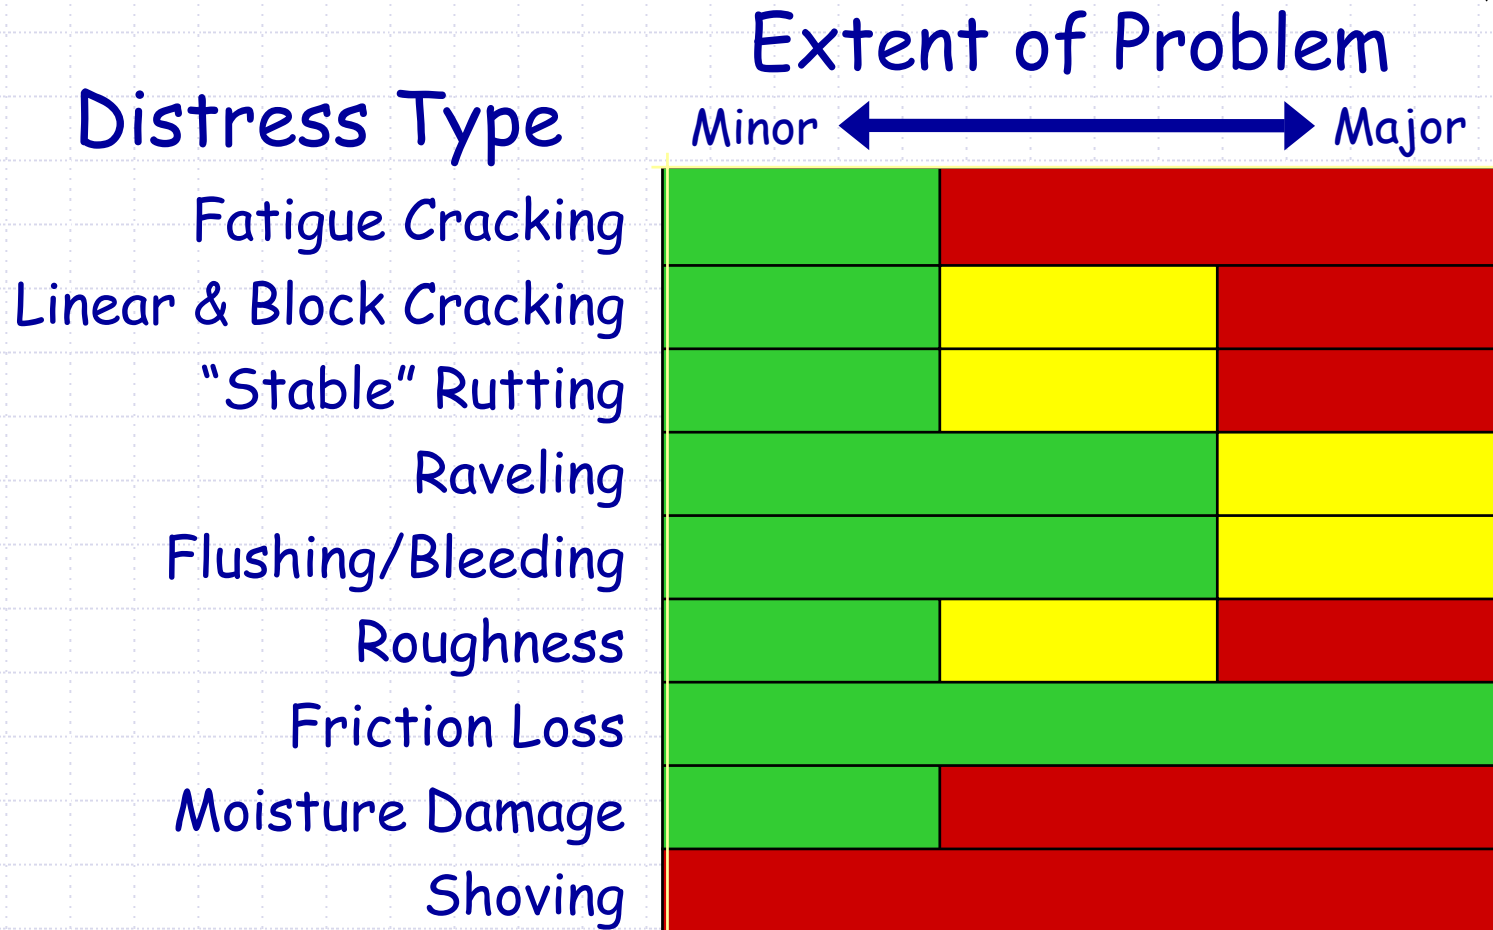 Extent of Problem
Distress Type
Minor Major
Fatigue Cracking
Linear & Block Cracking
“Stable” Rutting
Raveling
Flushing/Bleeding
Roughness
Friction Loss
Moisture Damage
Shoving